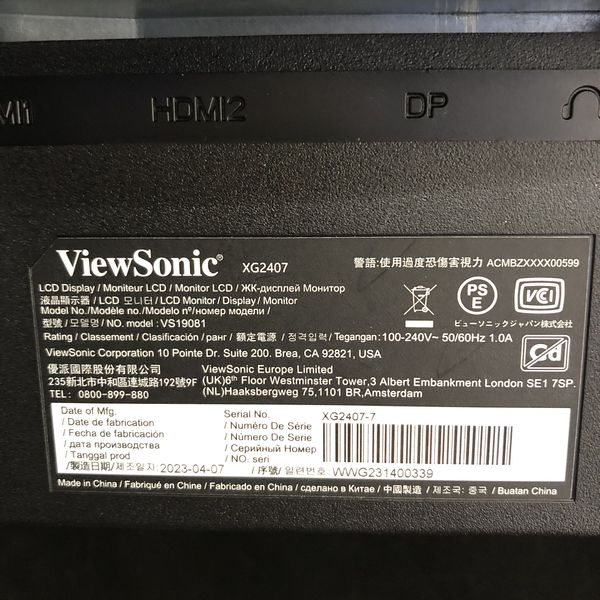 MI1 HDMI2 DP
ViewSonic® XG2407 警語:使用過度恐傷害視力 ACMBZXXXX00599
LCD Display / Moniteur LCD / Monitor LCD / ЖК-дисплей Монитор
液晶顯示器 / LCD 모니터 / LCD Monitor / Display / Monitor
Model No./Modèle no./Modelo nº/номер модели /
型號/모델명/NO. model :VS19081
PS E
VCCI
ビューソニックジャパン株式会社
Rating / Classement / Clasificación / ранг / 額定電源 / 정격입력/ Tegangan:100-240V~ 50/60Hz 1.0A
ViewSonic Corporation 10 Pointe Dr. Suite 200. Brea, CA 92821, USA
Cd
優派國際股份有限公司
235新北市中和區連城路192號9F
TEL: 0800-899-880
ViewSonic Europe Limited
(UK)6th Floor Westminster Tower,3 Albert Embankment London SE1 7SP.
(NL)Haaksbergweg 75,1101 BR,Amsterdam
Date of Mfg.
/ Date de fabrication
/ Fecha de fabricación
/ дата производства
/ Tanggal prod
/製造日期/제조일자:2023-04-07
Serial No.
/ Numéro De Série
/ Número De Serie
/ Серийный Номер
/ NO. seri
/序號/ 일련번호: WWWG231400339
XG2407-7
Made in China / Fabriqué en Chine / Fabricado en China / сделано в Китае / 中國製造 / 제조국: 중국 / Buatan China